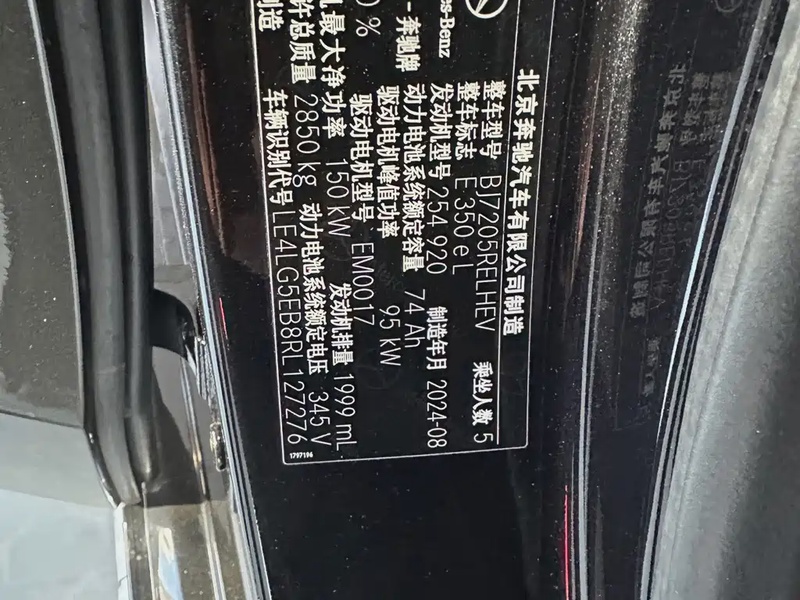 北京奔驰汽车有限公司制造
整车型号 BJ7205RELHEV 乘坐人数 5
整车标志 E 350 e L
发动机型号 254 920 制造年月 2024-08
动力电池系统额定容量 74 Ah
驱动电机峰值功率 95 kW
驱动电机型号 EM0017 发动机排量 1999 mL
最大净功率 150 kW 动力电池系统额定电压 345 V
总质量 2850 kg
车辆识别代号 LE4LG5EB8RL127276
制造
-Benz
-奔驰牌
%
1797196